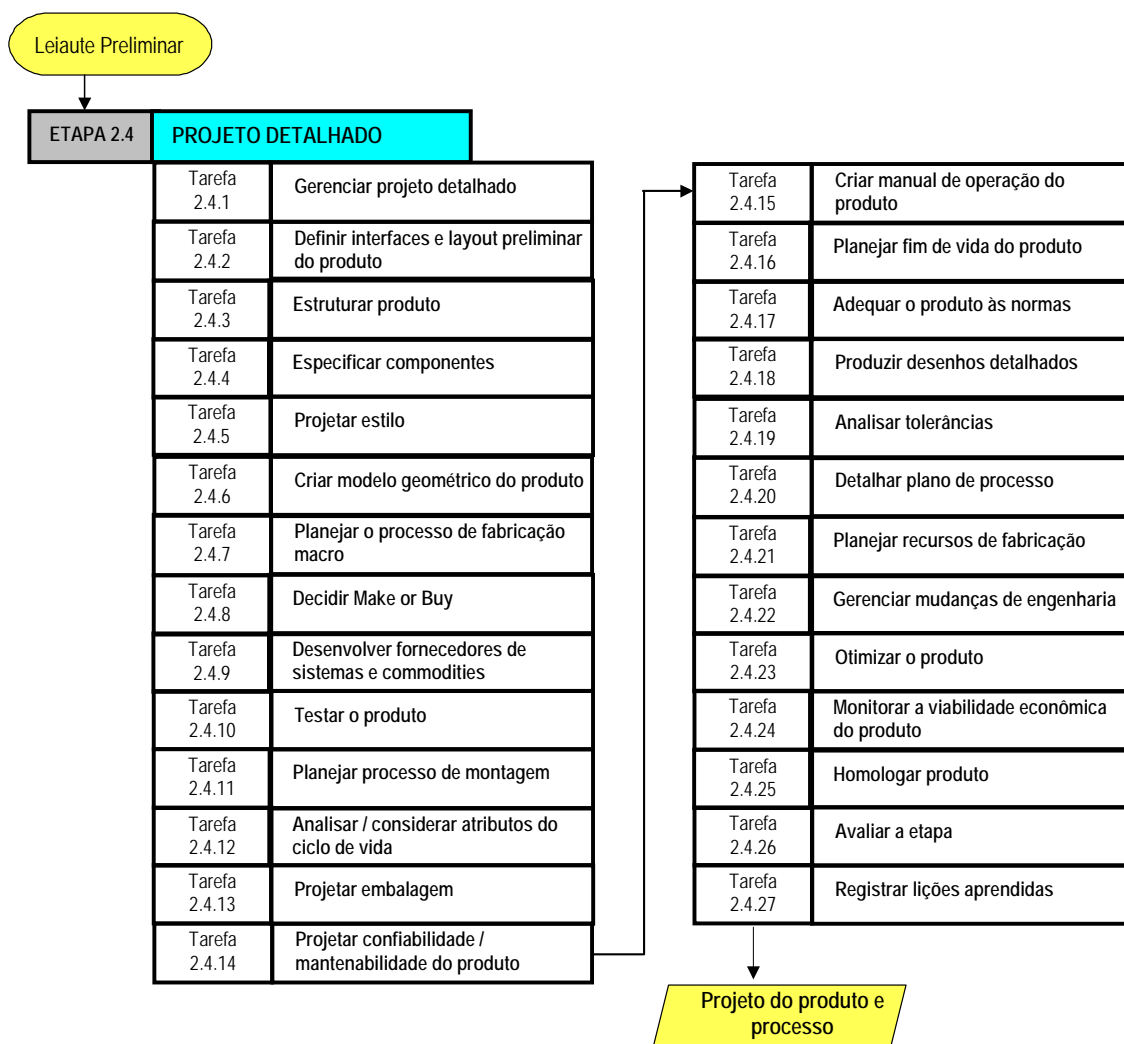 Leiaute Preliminar
ETAPA 2.4
PROJETO DETALHADO
Tarefa
2.4.1
Gerenciar projeto detalhado
Tarefa
2.4.2
Definir interfaces e layout preliminar
do produto
Tarefa
2.4.3
Estruturar produto
Tarefa
2.4.4
Especificar componentes
Tarefa
2.4.5
Projetar estilo
Tarefa
2.4.6
Criar modelo geométrico do produto
Tarefa
2.4.7
Planejar o processo de fabricação
macro
Tarefa
2.4.8
Decidir Make or Buy
Tarefa
2.4.9
Desenvolver fornecedores de
sistemas e commodities
Tarefa
2.4.10
Testar o produto
Tarefa
2.4.11
Planejar processo de montagem
Tarefa
2.4.12
Analisar / considerar atributos do
ciclo de vida
Tarefa
2.4.13
Projetar embalagem
Tarefa
2.4.14
Projetar confiabilidade /
mantenabilidade do produto
Tarefa
2.4.15
Criar manual de operação do
produto
Tarefa
2.4.16
Planejar fim de vida do produto
Tarefa
2.4.17
Adequar o produto às normas
Tarefa
2.4.18
Produzir desenhos detalhados
Tarefa
2.4.19
Analisar tolerâncias
Tarefa
2.4.20
Detalhar plano de processo
Tarefa
2.4.21
Planejar recursos de fabricação
Tarefa
2.4.22
Gerenciar mudanças de engenharia
Tarefa
2.4.23
Otimizar o produto
Tarefa
2.4.24
Monitorar a viabilidade econômica
do produto
Tarefa
2.4.25
Homologar produto
Tarefa
2.4.26
Avaliar a etapa
Tarefa
2.4.27
Registrar lições aprendidas
Projeto do produto e
processo